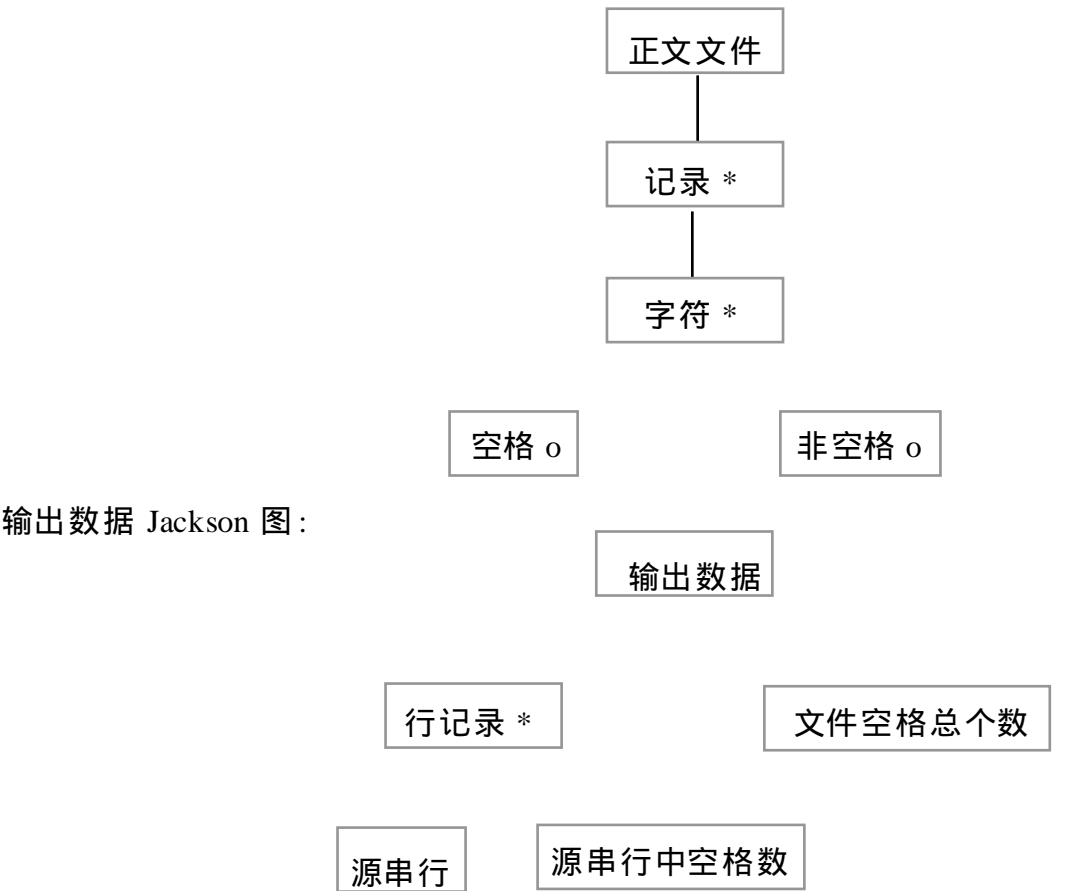 正文文件
记录 *
字符 *
空格 o 非空格 o
输出数据 Jackson 图:
输出数据
行记录 * 文件空格总个数
源串行 源串行中空格数